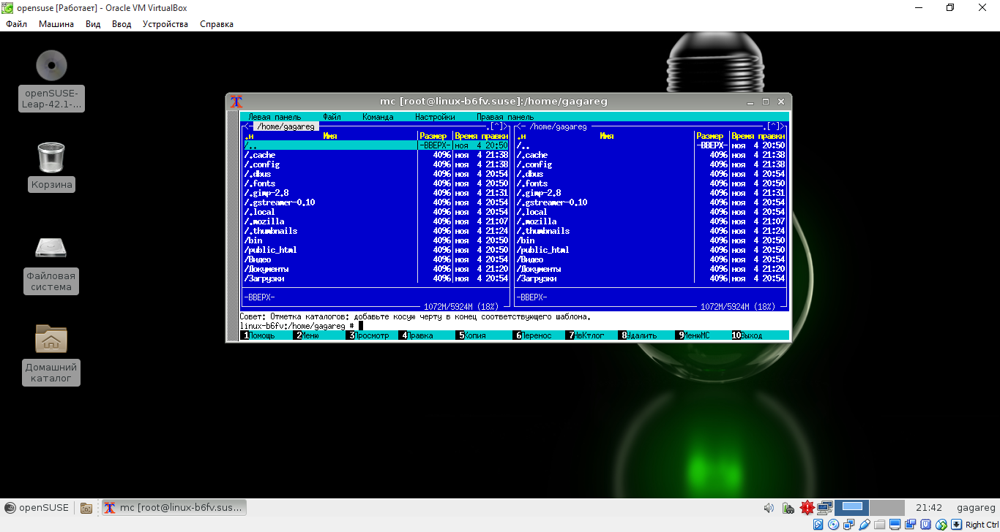 opensuse [Работает] - Oracle VM VirtualBox
Файл Машина Вид Ввод Устройства Справка
openSUSE-
Leap-42.1-...
Корзина
Файловая
система
Домашний
каталог
mc [root@linux-b6fv.suse]:/home/gagareg
Левая панель Файл Команда Настройки Правая панель
<- /home/gagareg .[^]> <- /home/gagareg .[^]>
.и Имя Размер Время правки .и Имя Размер Время правки
/.. -ВВЕРХ- ноя 4 20:50 /.. -ВВЕРХ- ноя 4 20:50
/.cache 4096 ноя 4 21:38 /.cache 4096 ноя 4 21:38
/.config 4096 ноя 4 21:38 /.config 4096 ноя 4 21:38
/.dbus 4096 ноя 4 20:54 /.dbus 4096 ноя 4 20:54
/.fonts 4096 ноя 4 20:50 /.fonts 4096 ноя 4 20:50
/.gimp-2.8 4096 ноя 4 21:31 /.gimp-2.8 4096 ноя 4 21:31
/.gstreamer-0.10 4096 ноя 4 20:54 /.gstreamer-0.10 4096 ноя 4 20:54
/.local 4096 ноя 4 20:54 /.local 4096 ноя 4 20:54
/.mozilla 4096 ноя 4 21:07 /.mozilla 4096 ноя 4 21:07
/.thumbnails 4096 ноя 4 21:24 /.thumbnails 4096 ноя 4 21:24
/bin 4096 ноя 4 20:50 /bin 4096 ноя 4 20:50
/public_html 4096 ноя 4 20:50 /public_html 4096 ноя 4 20:50
/Видео 4096 ноя 4 20:54 /Видео 4096 ноя 4 20:54
/Документы 4096 ноя 4 21:20 /Документы 4096 ноя 4 21:20
/Загрузки 4096 ноя 4 20:54 /Загрузки 4096 ноя 4 20:54
-ВВЕРХ- -ВВЕРХ-
1072M/5924M (18%) 1072M/5924M (18%)
Совет: Отметка каталогов: добавьте косую черту в конец соответствующего шаблона.
linux-b6fv:/home/gagareg #
1Помощь 2Меню 3Просмотр 4Правка 5Копия 6Перенос 7НвКтлог 8Удалить 9МенюMC 10Выход
openSUSE mc [root@linux-b6fv.sus... 21:42 gagareg
Right Ctrl